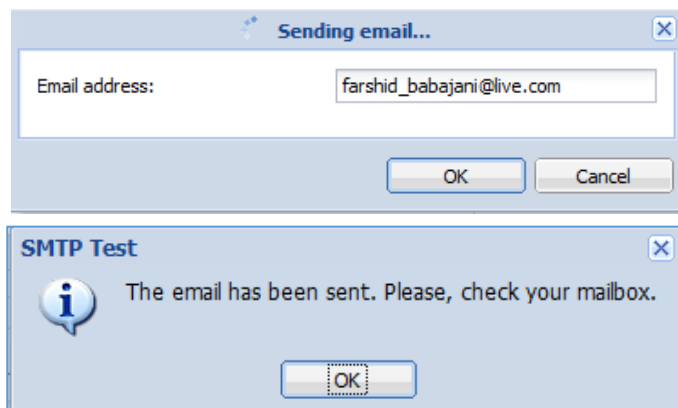 Sending email...
Email address: farshid_babajani@live.com
OK Cancel
SMTP Test
The email has been sent. Please, check your mailbox.
OK